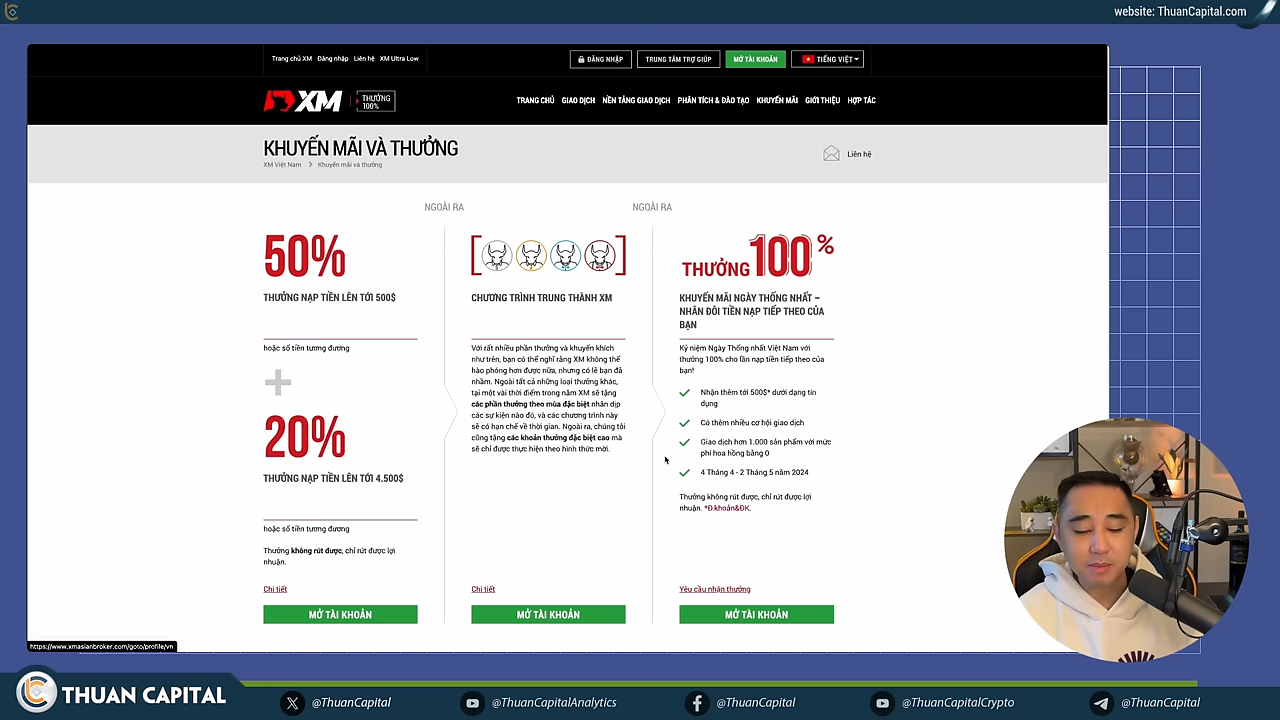 website: ThuanCapital.com
Trang chủ XM Đăng nhập Liên hệ XM Ultra Low
ĐĂNG NHẬP
TRUNG TÂM TRỢ GIÚP
MỞ TÀI KHOẢN
TIẾNG VIỆT
XM
THƯỞNG
100%
TRANG CHỦ GIAO DỊCH NỀN TẢNG GIAO DỊCH PHÂN TÍCH & ĐÀO TẠO KHUYẾN MÃI GIỚI THIỆU HỢP TÁC
KHUYẾN MÃI VÀ THƯỞNG
XM Việt Nam > Khuyến mãi và thưởng
Liên hệ
NGOÀI RA
NGOÀI RA
50%
THƯỞNG NẠP TIỀN LÊN TỚI 500$
hoặc số tiền tương đương
+
20%
THƯỞNG NẠP TIỀN LÊN TỚI 4.500$
hoặc số tiền tương đương
Thưởng không rút được, chỉ rút được lợi
nhuận.
Chi tiết
MỞ TÀI KHOẢN
CHƯƠNG TRÌNH TRUNG THÀNH XM
Với rất nhiều phần thưởng và khuyến khích
như trên, bạn có thể nghĩ rằng XM không thể
hào phóng hơn được nữa, nhưng có lẽ bạn đã
nhầm. Ngoài tất cả những loại thưởng khác,
tại một vài thời điểm trong năm XM sẽ tặng
các phần thưởng theo mùa đặc biệt nhân dịp
các sự kiện nào đó, và các chương trình này
sẽ có hạn chế về thời gian. Ngoài ra, chúng tôi
cũng tặng các khoản thưởng đặc biệt cao mà
sẽ chỉ được thực hiện theo hình thức mời.
Chi tiết
MỞ TÀI KHOẢN
THƯỞNG 100%
KHUYẾN MÃI NGÀY THỐNG NHẤT –
NHÂN ĐÔI TIỀN NẠP TIẾP THEO CỦA
BẠN
Kỷ niệm Ngày Thống nhất Việt Nam với
thưởng 100% cho lần nạp tiền tiếp theo của
bạn!
Nhận thêm tới 500$* dưới dạng tín
dụng
Có thêm nhiều cơ hội giao dịch
Giao dịch hơn 1.000 sản phẩm với mức
phí hoa hồng bằng 0
4 Tháng 4 - 2 Tháng 5 năm 2024
Thưởng không rút được, chỉ rút được lợi
nhuận. *Đ.khoản&ĐK.
Yêu cầu nhận thưởng
MỞ TÀI KHOẢN
https://www.xmasianbroker.com/goto/profile/vn
THUAN CAPITAL
@ThuanCapital
@ThuanCapitalAnalytics
@ThuanCapital
@ThuanCapitalCrypto
@ThuanCapital